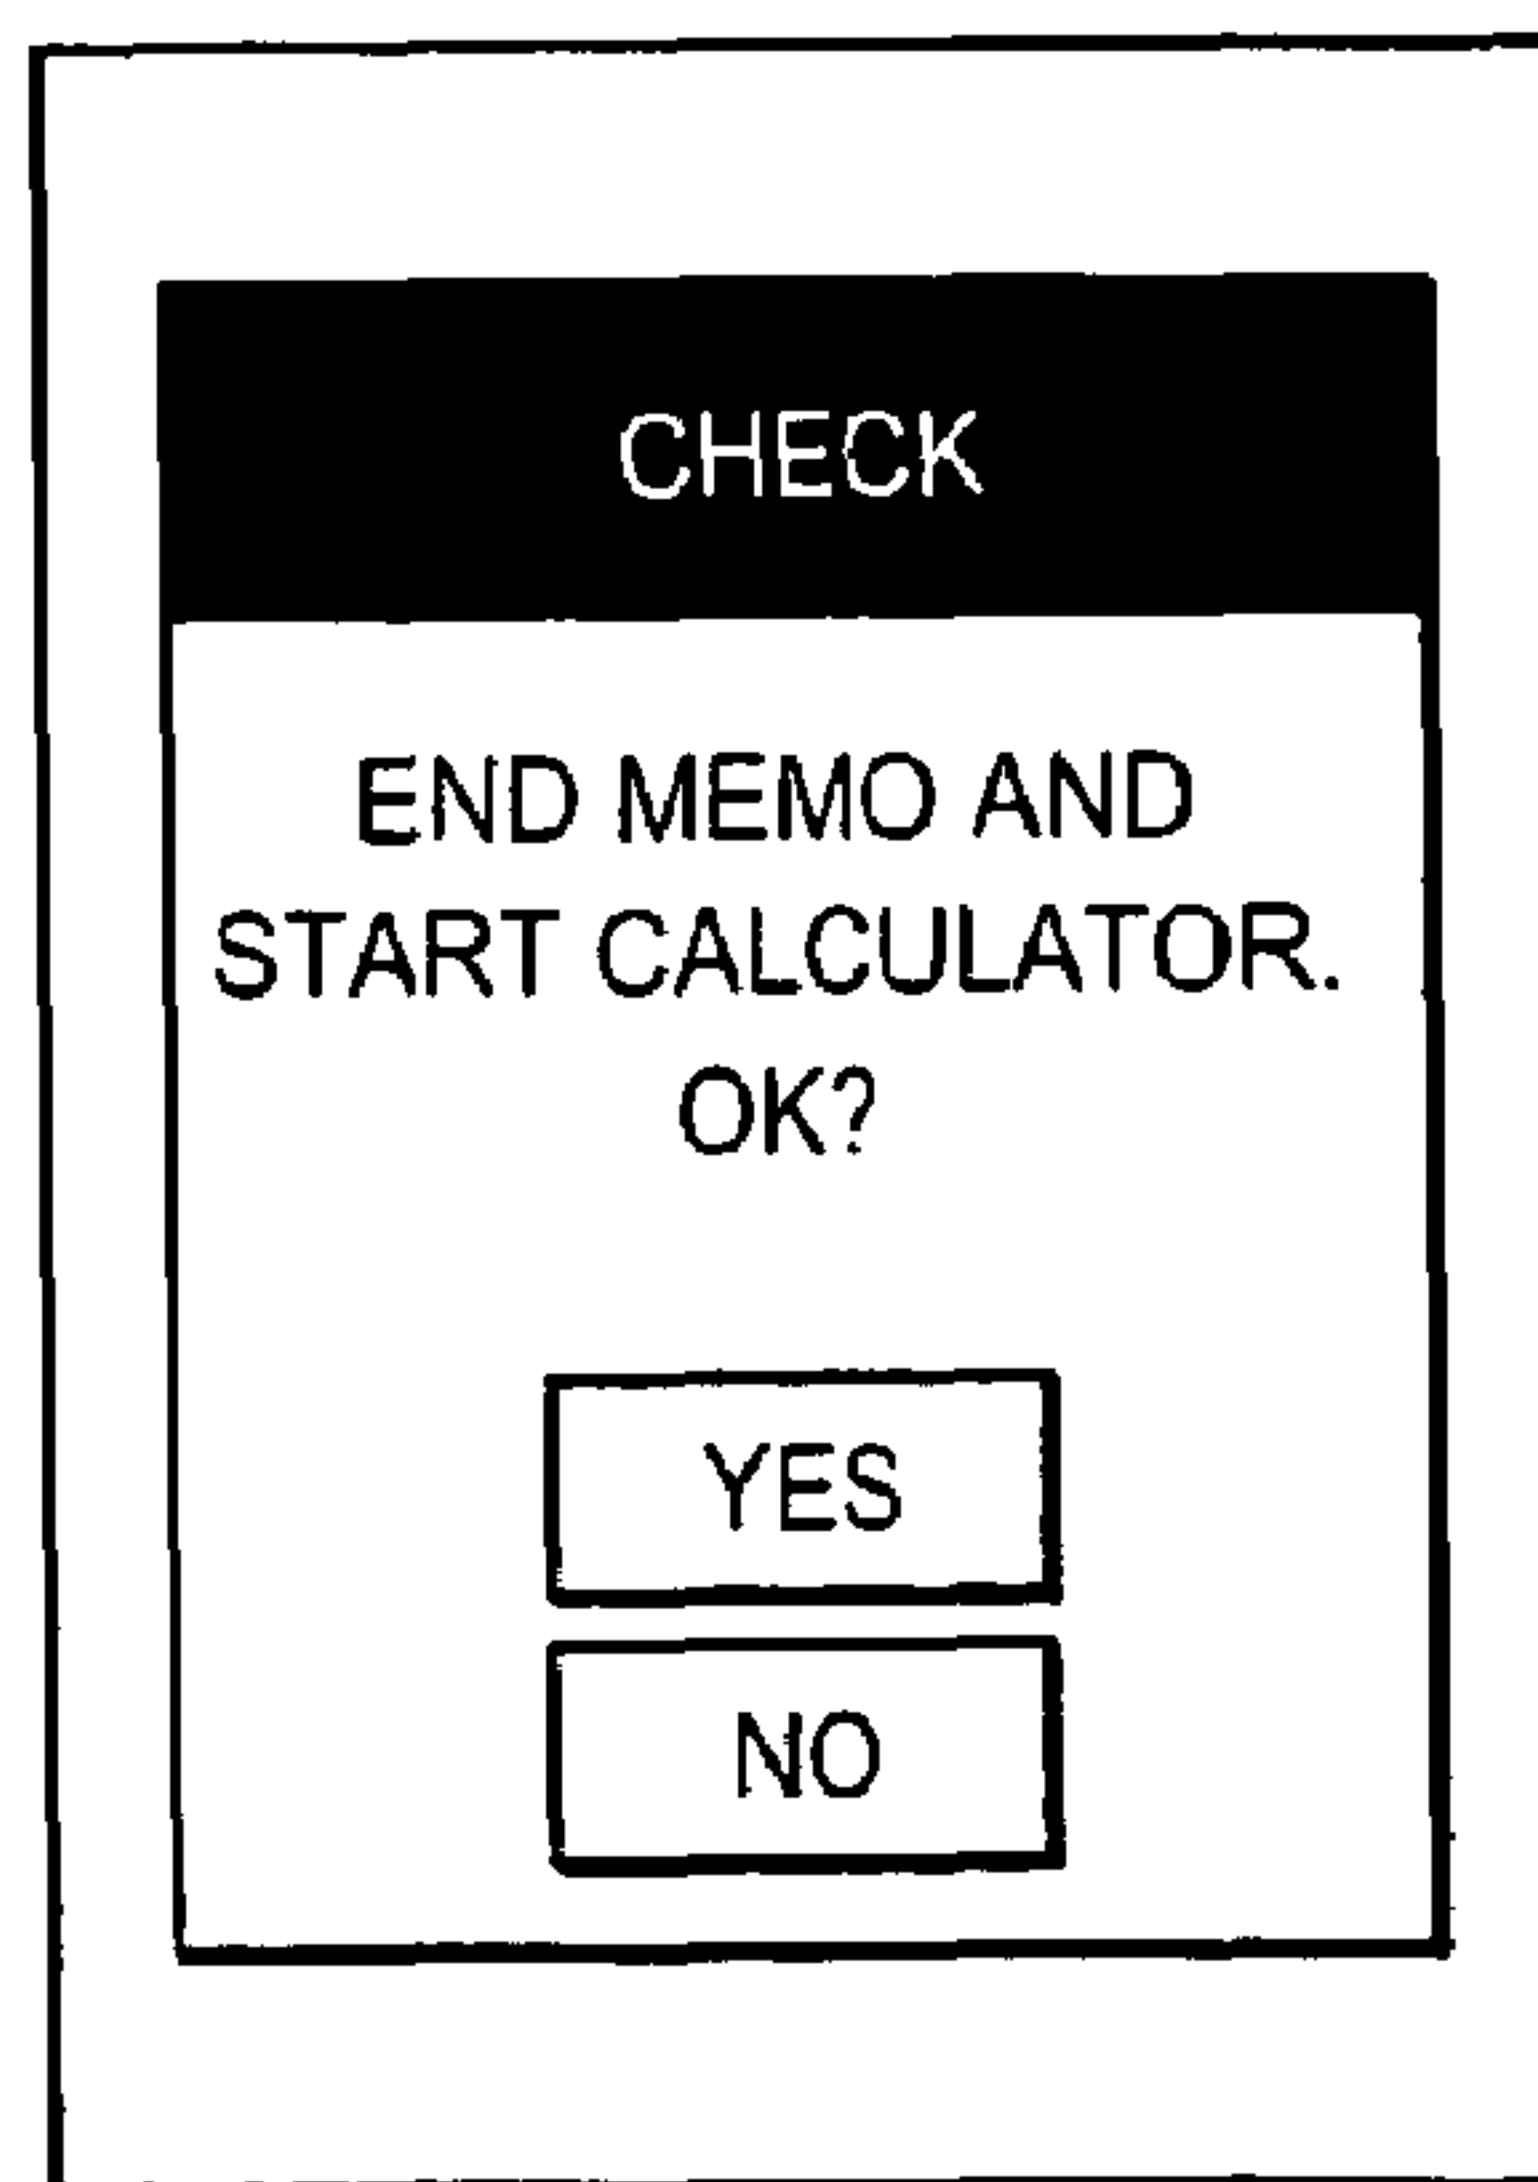 CHECK
END MEMO AND
START CALCULATOR.
OK?
YES
NO